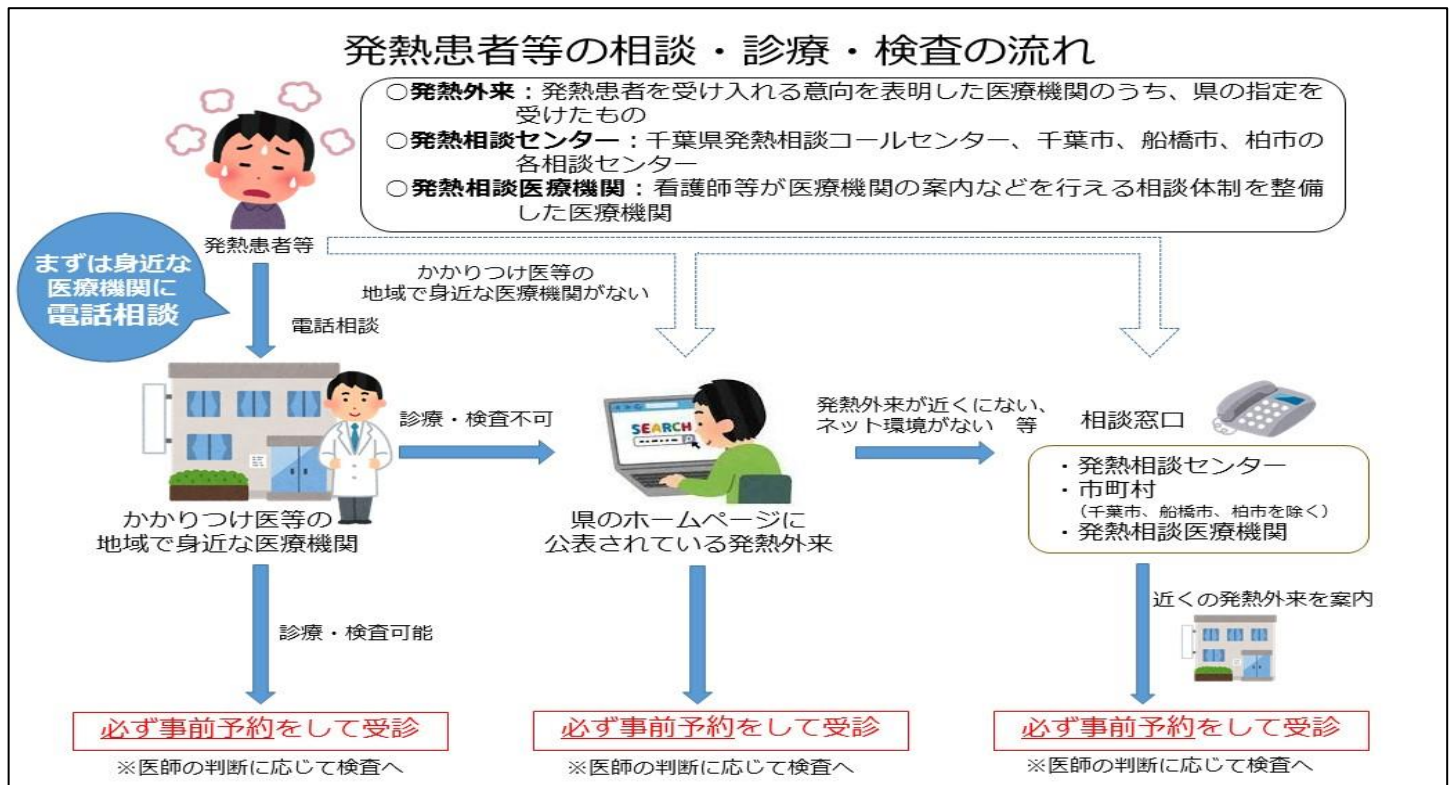 発熱患者等の相談・診療・検査の流れ
○発熱外来：発熱患者を受け入れる意向を表明した医療機関のうち、県の指定を
受けたもの
○発熱相談センター：千葉県発熱相談コールセンター、千葉市、船橋市、柏市の
各相談センター
○発熱相談医療機関：看護師等が医療機関の案内などを行える相談体制を整備
した医療機関
発熱患者等
まずは身近な
医療機関に
電話相談
電話相談
かかりつけ医等の
地域で身近な医療機関がない
かかりつけ医等の
地域で身近な医療機関
診療・検査不可
SEARCH
県のホームページに
公表されている発熱外来
発熱外来が近くにない、
ネット環境がない　等
相談窓口
・発熱相談センター
・市町村
（千葉市、船橋市、柏市を除く）
・発熱相談医療機関
診療・検査可能
近くの発熱外来を案内
必ず事前予約をして受診
※医師の判断に応じて検査へ
必ず事前予約をして受診
※医師の判断に応じて検査へ
必ず事前予約をして受診
※医師の判断に応じて検査へ